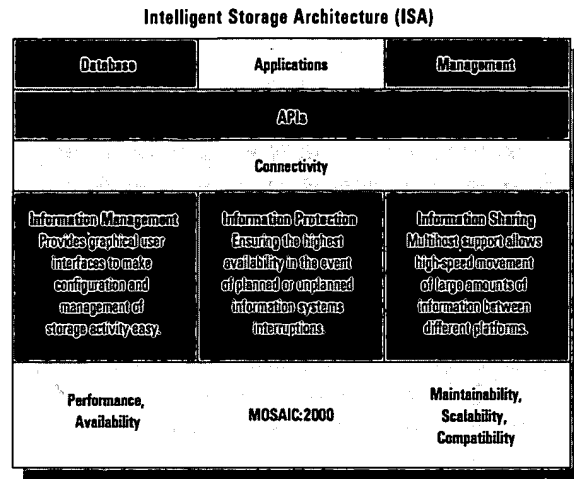 Intelligent Storage Architecture (ISA)
Database
Applications
Management
APIs
Connectivity
Information Management
Provides graphical user
interfaces to make
configuration and
management of
storage activity easy.
Information Protection
Ensuring the highest
availability in the event
of planned or unplanned
information systems
interruptions.
Information Sharing
Multihost support allows
high-speed movement
of large amounts of
information between
different platforms.
Performance,
Availability
MOSAIC:2000
Maintainability,
Scalability,
Compatibility